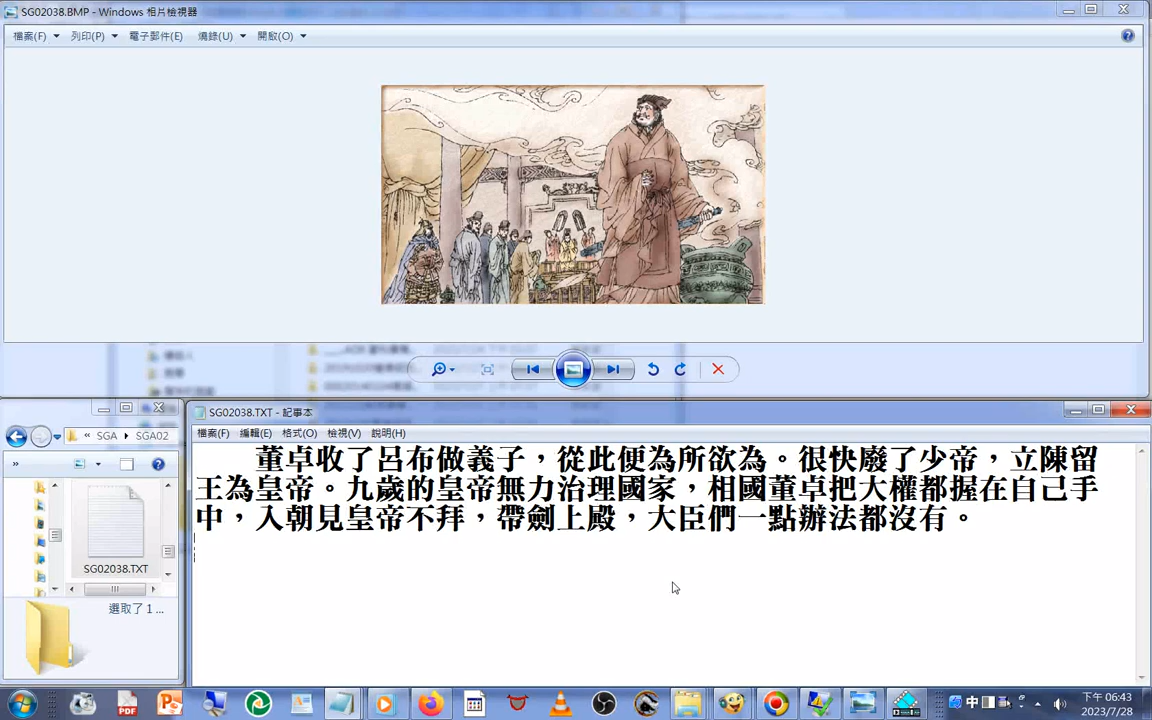 SG02038.BMP - Windows 相片檢視器
檔案(F) 列印(P) 電子郵件(E) 燒錄(U) 開啟(O)
« SGA ▸ SGA02
»
SG02038.TXT
選取了 1 ...
SG02038.TXT - 記事本
檔案(F) 編輯(E) 格式(O) 檢視(V) 說明(H)
董卓收了呂布做義子，從此便為所欲為。很快廢了少帝，立陳留
王為皇帝。九歲的皇帝無力治理國家，相國董卓把大權都握在自己手
中，入朝見皇帝不拜，帶劍上殿，大臣們一點辦法都沒有。
PDF
中
下午 06:43
2023/7/28